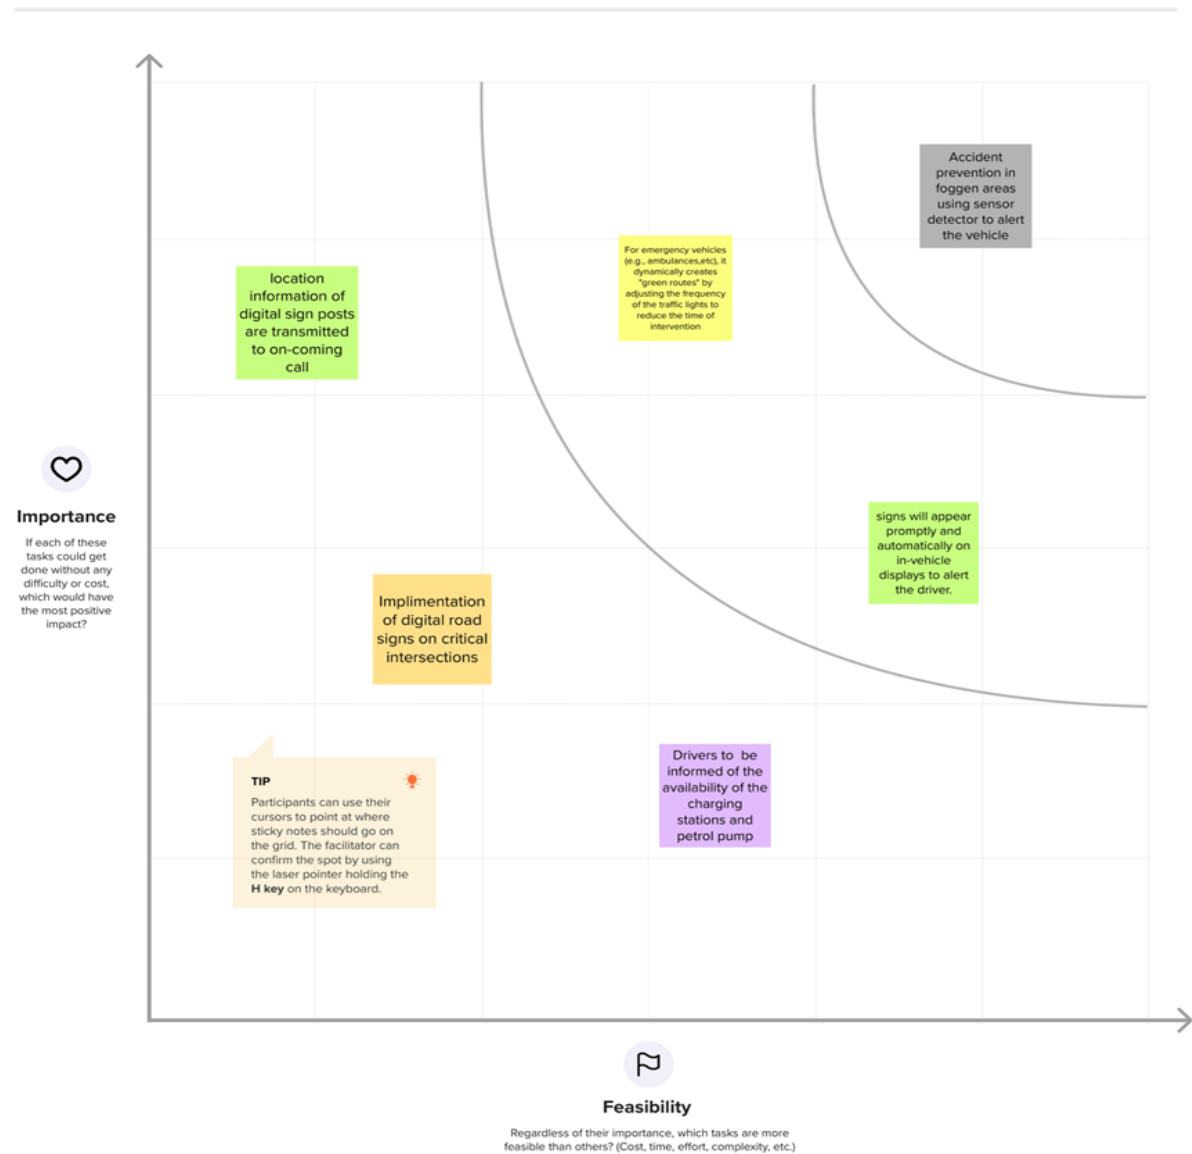 Accident
prevention in
foggen areas
using sensor
detector to alert
the vehicle
For emergency vehicles
(e.g., ambulances,etc), it
dynamically creates
"green routes" by
adjusting the frequency
of the traffic lights to
reduce the time of
intervention
location
information of
digital sign posts
are transmitted
to on-coming
call
Importance
If each of these
tasks could get
done without any
difficulty or cost,
which would have
the most positive
impact?
signs will appear
promptly and
automatically on
in-vehicle
displays to alert
the driver.
Implimentation
of digital road
signs on critical
intersections
Drivers to be
informed of the
availability of the
charging
stations and
petrol pump
TIP
Participants can use their
cursors to point at where
sticky notes should go on
the grid. The facilitator can
confirm the spot by using
the laser pointer holding the
H key on the keyboard.
Feasibility
Regardless of their importance, which tasks are more
feasible than others? (Cost, time, effort, complexity, etc.)